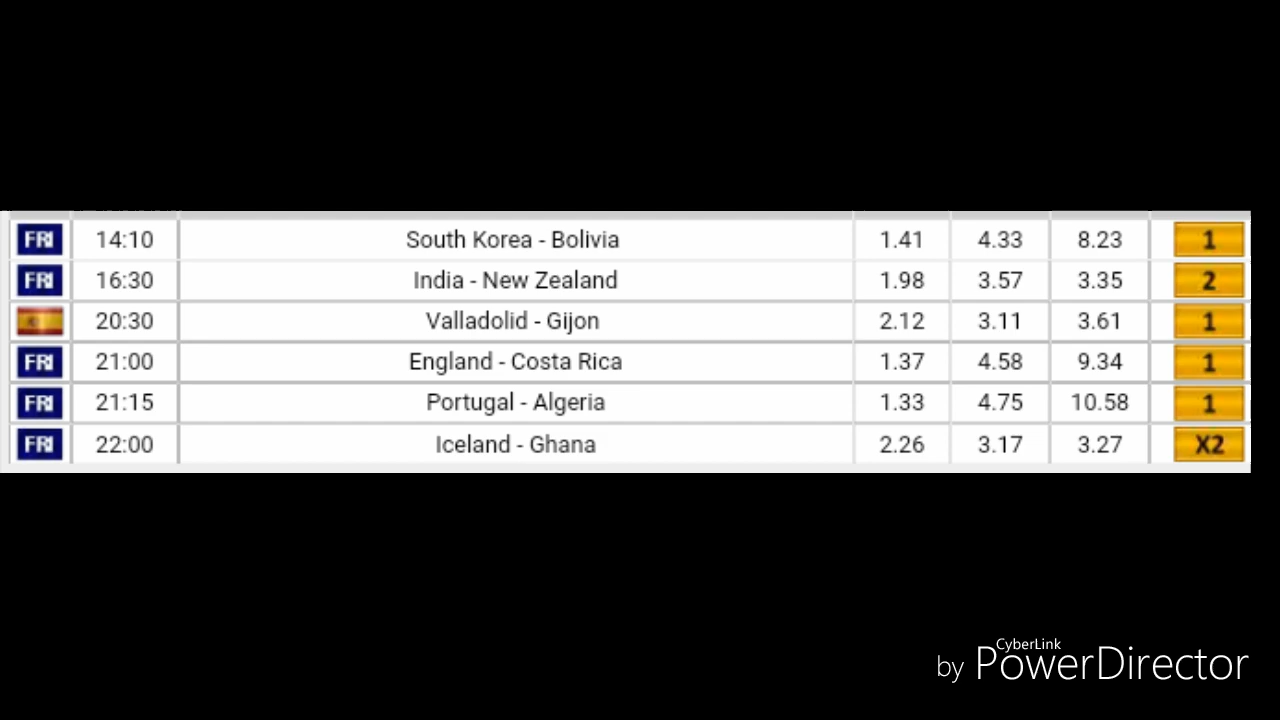 FRI 14:10 South Korea - Bolivia 1.41 4.33 8.23 1
FRI 16:30 India - New Zealand 1.98 3.57 3.35 2
20:30 Valladolid - Gijon 2.12 3.11 3.61 1
FRI 21:00 England - Costa Rica 1.37 4.58 9.34 1
FRI 21:15 Portugal - Algeria 1.33 4.75 10.58 1
FRI 22:00 Iceland - Ghana 2.26 3.17 3.27 X2
CyberLink
by PowerDirector